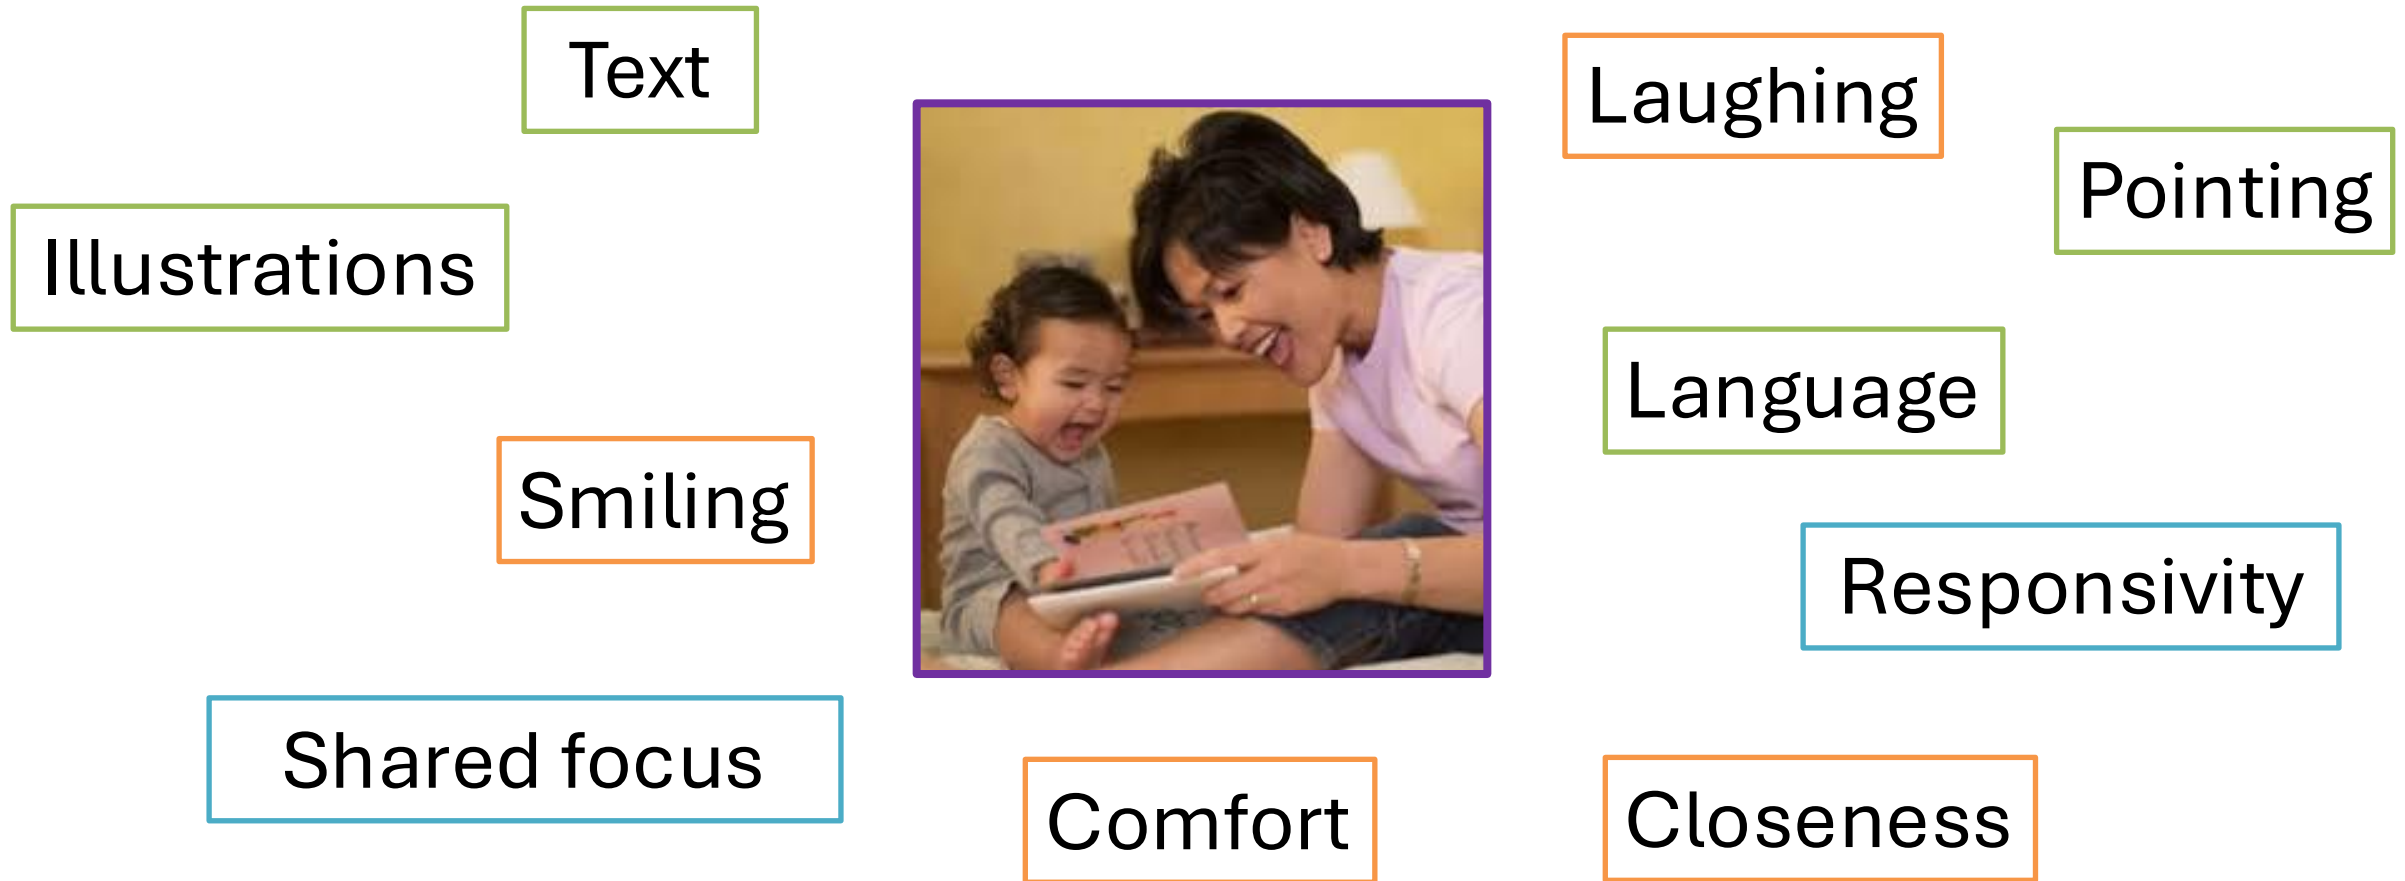 Text
Laughing
Pointing
Illustrations
Language
Smiling
Responsivity
Shared focus
Comfort
Closeness